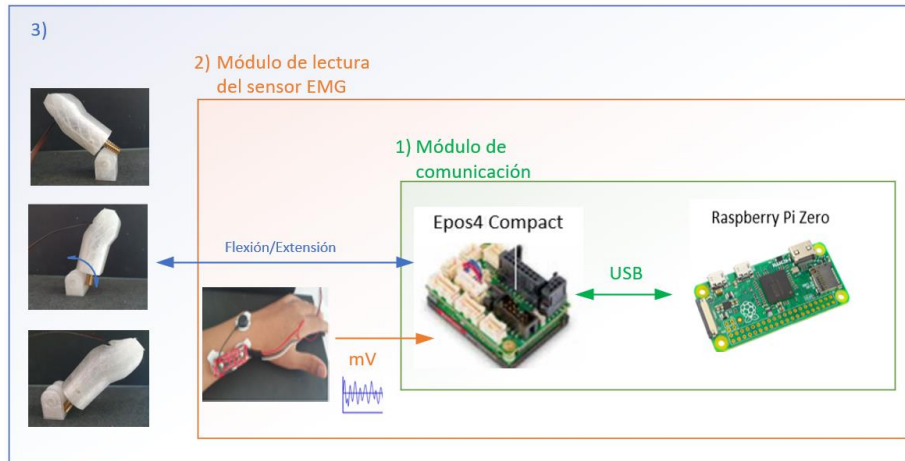 3)
2) Módulo de lectura
del sensor EMG
1) Módulo de
comunicación
Epos4 Compact
Raspberry Pi Zero
Flexión/Extensión
USB
mV